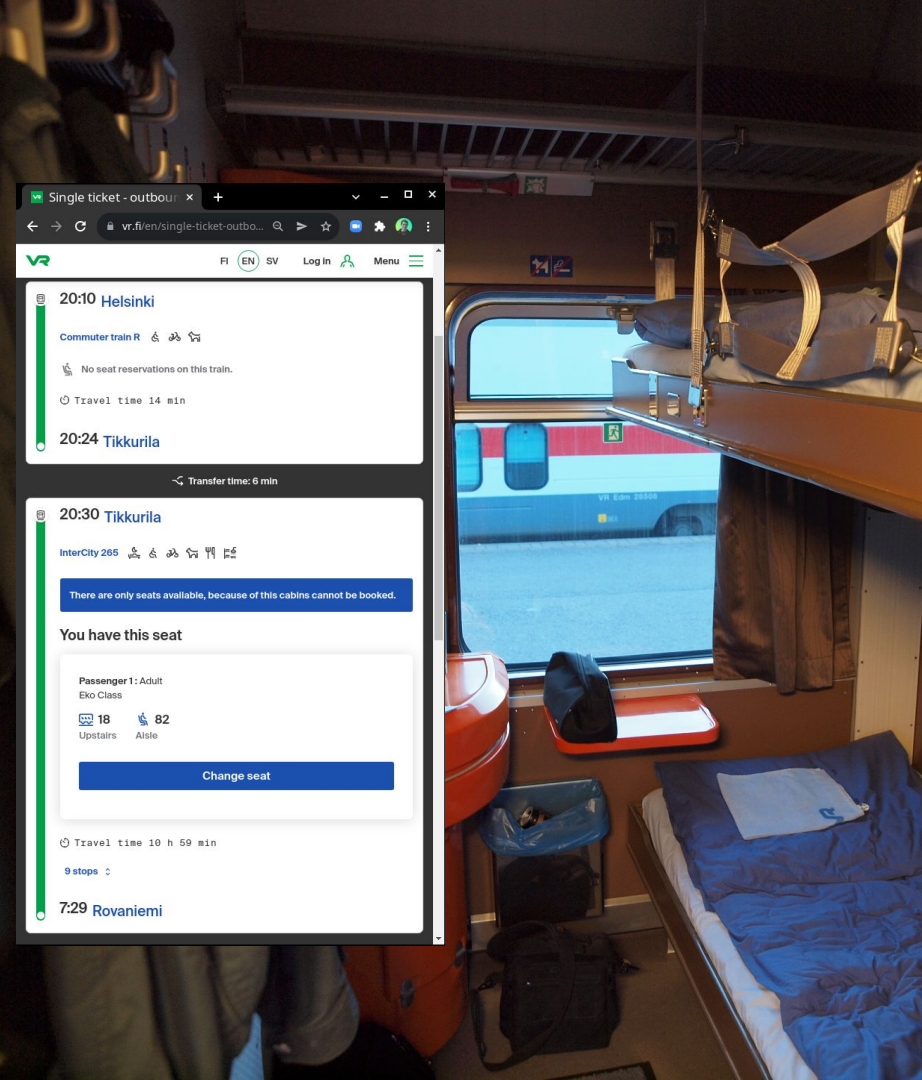 Single ticket - outbour
vr.fi/en/single-ticket-outbo...
VR
FI EN SV Log in Menu
20:10 Helsinki
Commuter train R
No seat reservations on this train.
Travel time 14 min
20:24 Tikkurila
Transfer time: 6 min
20:30 Tikkurila
InterCity 265
There are only seats available, because of this cabins cannot be booked.
You have this seat
Passenger 1 : Adult
Eko Class
18 82
Upstairs Aisle
Change seat
Travel time 10 h 59 min
9 stops
7:29 Rovaniemi
VR Edm